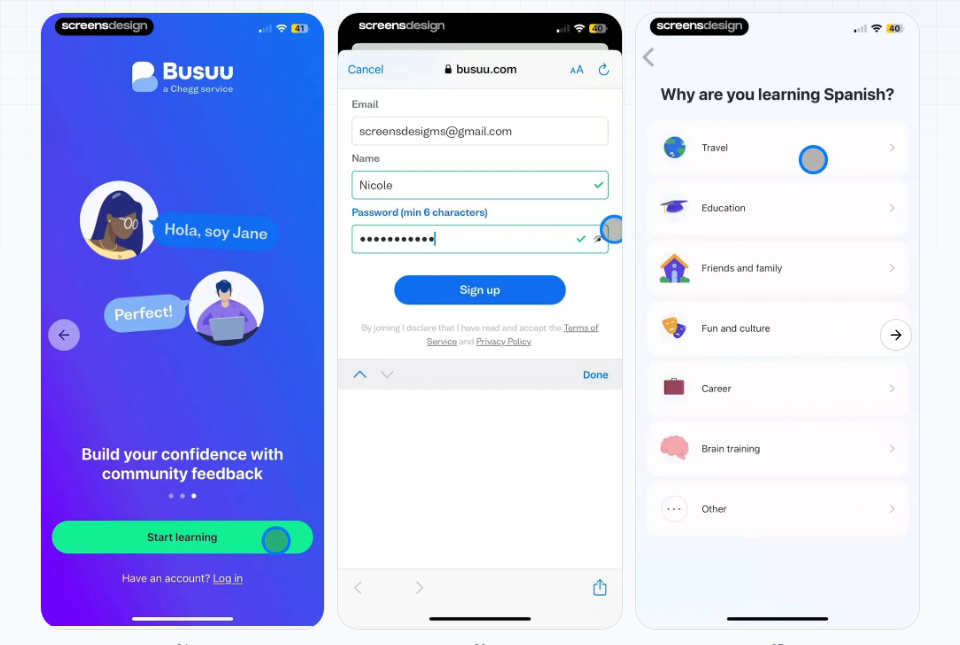 screensdesign
41
Busuu
a Chegg service
Hola, soy Jane
Perfect!
Build your confidence with
community feedback
Start learning
Have an account? Log in
screensdesign
40
Cancel
busuu.com
AA
Email
screensdesigms@gmail.com
Name
Nicole
Password (min 6 characters)
Sign up
By joining I declare that I have read and accept the Terms of
Service and Privacy Policy
Done
screensdesign
40
Why are you learning Spanish?
Travel
Education
Friends and family
Fun and culture
Career
Brain training
Other